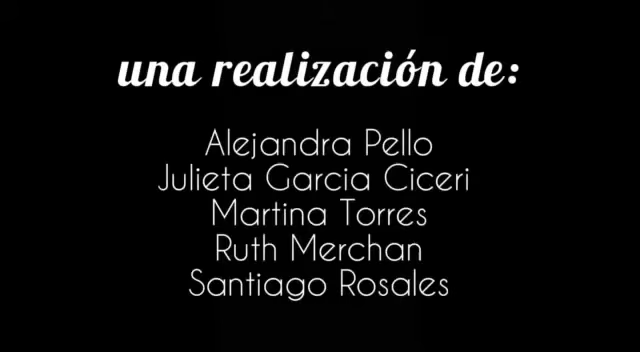 una realización de:
Alejandra Pello
Julieta Garcia Ciceri
Martina Torres
Ruth Merchan
Santiago Rosales